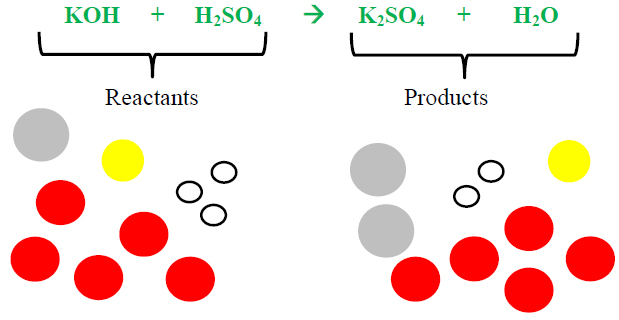 KOH + H₂SO₄ → K₂SO₄ + H₂O
Reactants Products